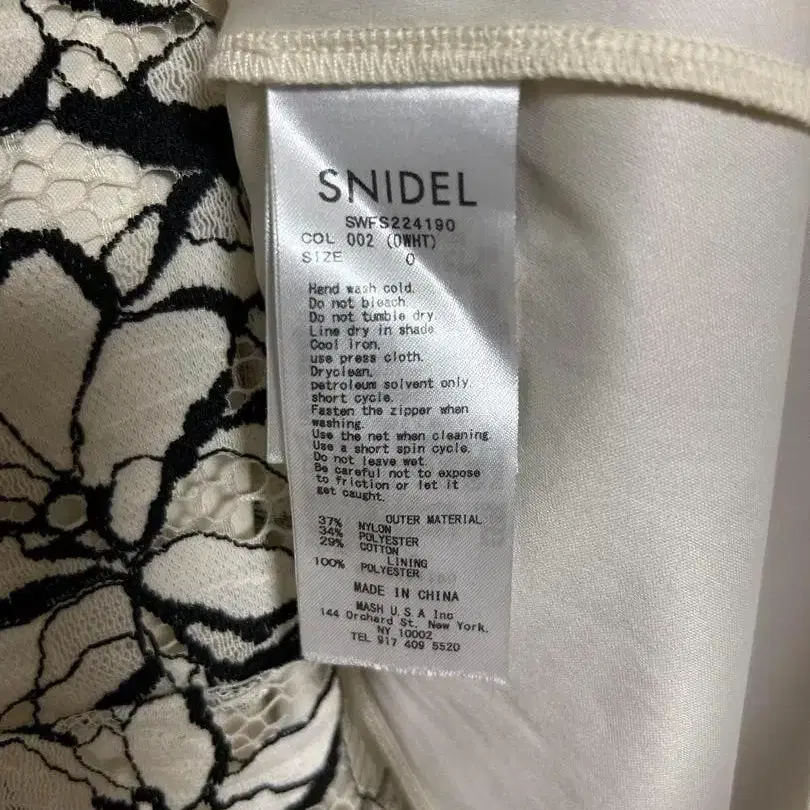 SNIDEL
SWFS224190
COL 002 (OWHT)
SIZE 0
Hand wash cold.
Do not bleach.
Do not tumble dry.
Line dry in shade
Cool iron.
use press cloth.
Dryclean.
petroleum solvent only.
short cycle.
Fasten the zipper when
washing.
Use the net when cleaning.
Use a short spin cycle.
Do not leave wet.
Be careful not to expose
to friction or let it
get caught.
OUTER MATERIAL
37% NYLON
34% POLYESTER
29% COTTON
LINING
100% POLYESTER
MADE IN CHINA
MASH U.S.A Inc
144 Orchard St. New York.
NY 10002
TEL 917 409 5520